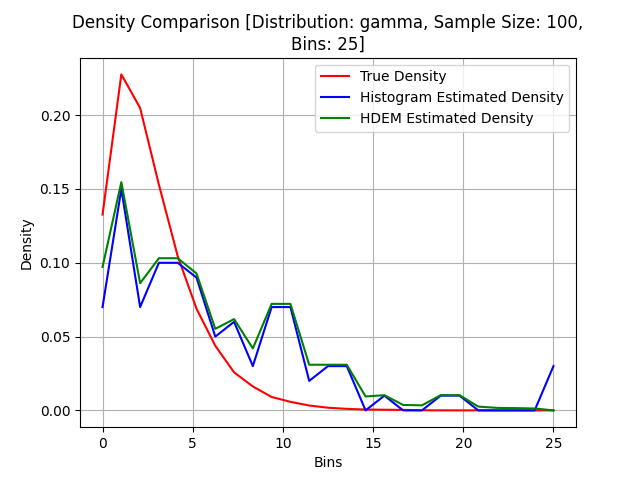 Density Comparison [Distribution: gamma, Sample Size: 100,
Bins: 25]
True Density
Histogram Estimated Density
HDEM Estimated Density
Density
0.20
0.15
0.10
0.05
0.00
0 5 10 15 20 25
Bins